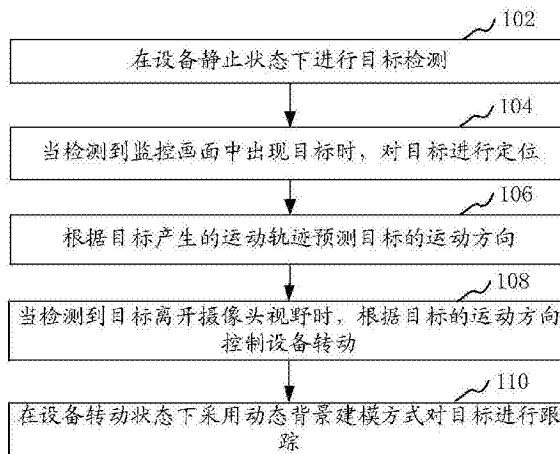 102
在设备静止状态下进行目标检测
104
当检测到监控画面中出现目标时，对目标进行定位
106
根据目标产生的运动轨迹预测目标的运动方向
108
当检测到目标离开摄像头视野时，根据目标的运动方向
控制设备转动
110
在设备转动状态下采用动态背景建模方式对目标进行跟
踪